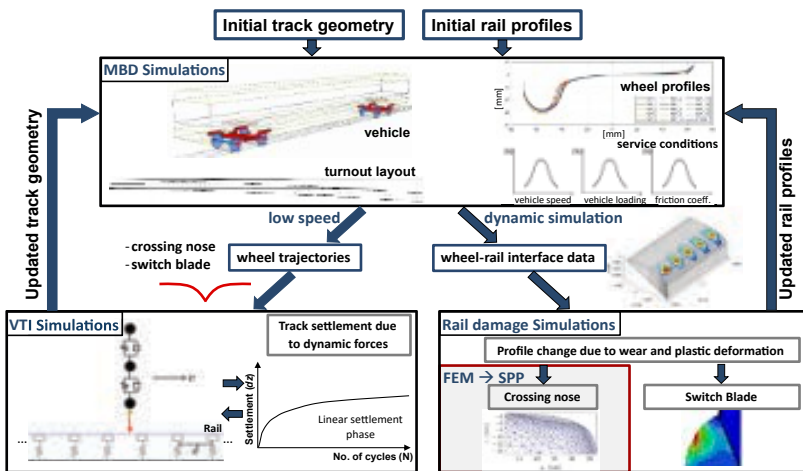 Initial track geometry
Initial rail profiles
MBD Simulations
vehicle
turnout layout
[mm]
wheel profiles
[mm]
service conditions
vehicle speed
vehicle loading
friction coeff.
Updated track geometry
Updated rail profiles
low speed
dynamic simulation
- crossing nose
- switch blade
wheel trajectories
wheel-rail interface data
VTI Simulations
Track settlement due
to dynamic forces
Rail
...
...
Settlement (dz)
Linear settlement
phase
No. of cycles (N)
Rail damage Simulations
Profile change due to wear and plastic deformation
FEM → SPP
Crossing nose
Switch Blade